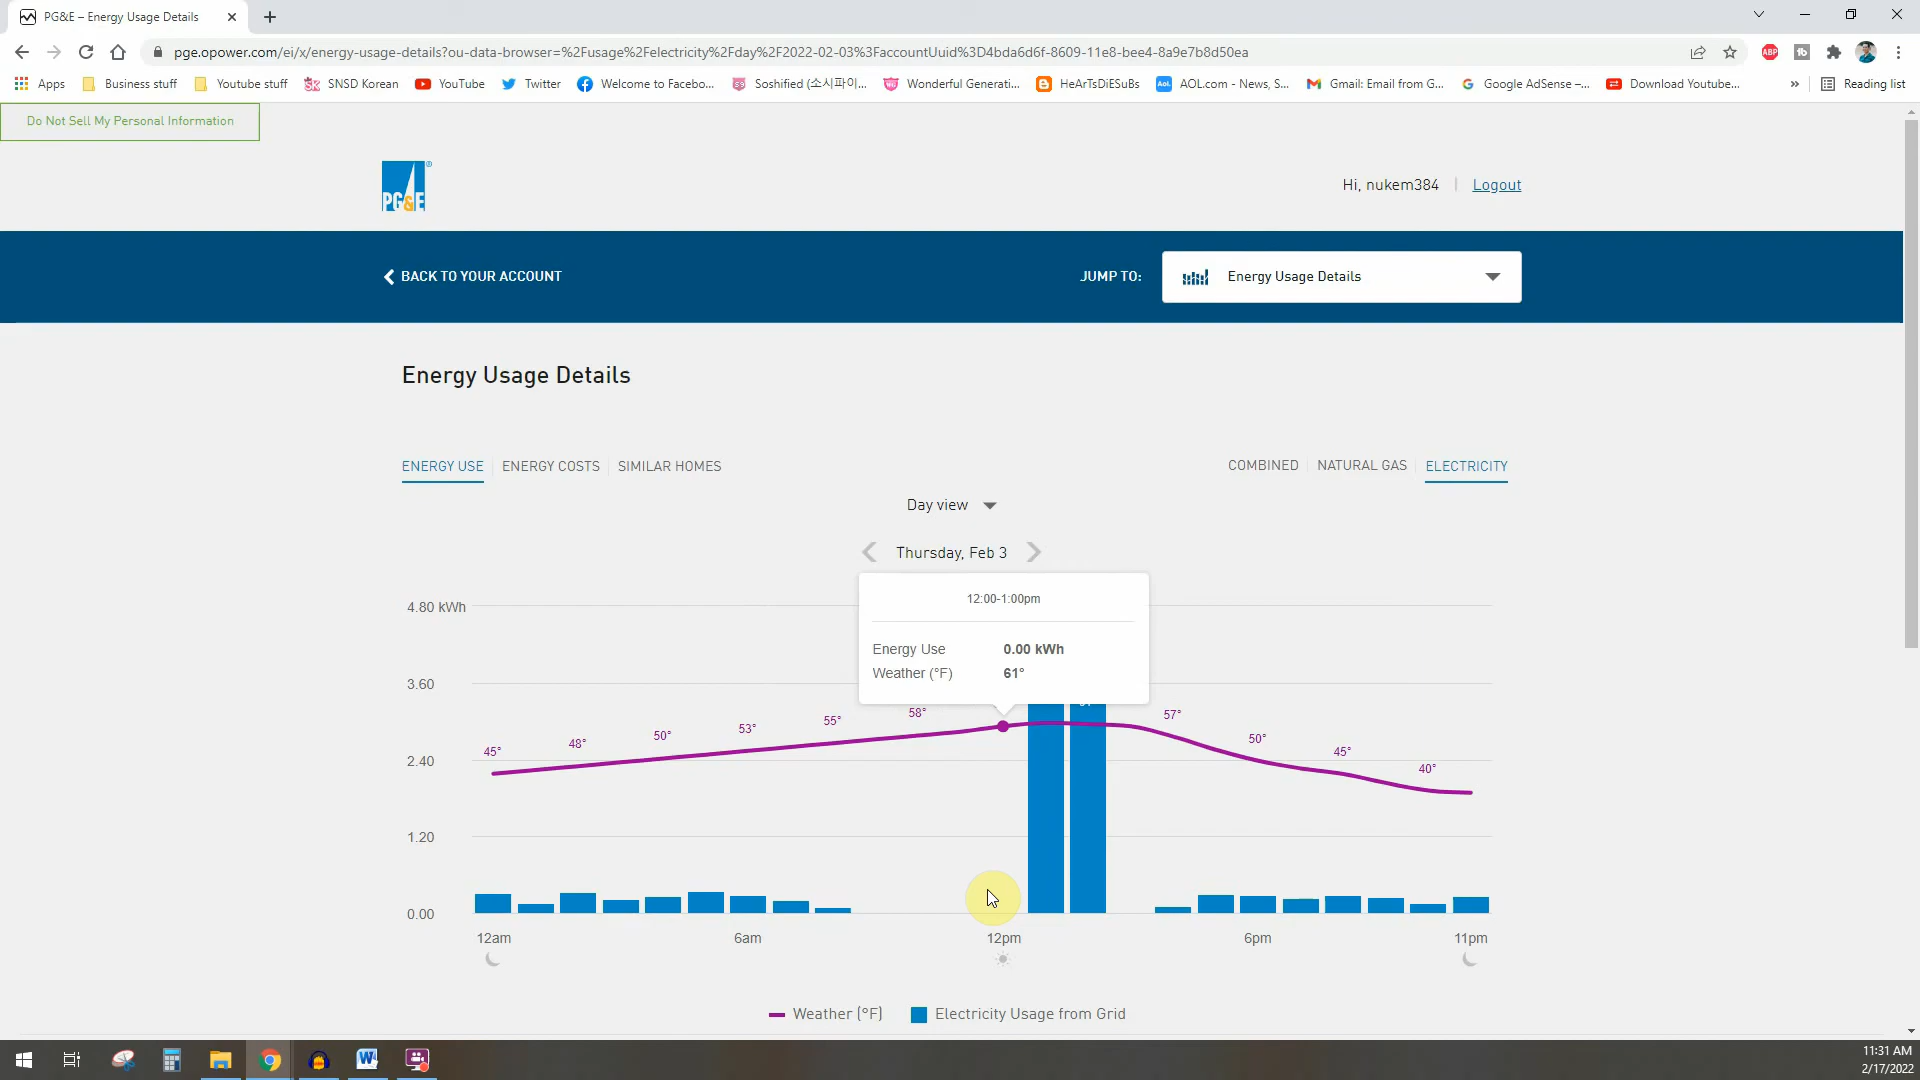 PG&E – Energy Usage Details
pge.opower.com/ei/x/energy-usage-details?ou-data-browser=%2Fusage%2Felectricity%2Fday%2F2022-02-03%3FaccountUuid%3D4bda6d6f-8609-11e8-bee4-8a9e7b8d50ea
ABP
Apps Business stuff Youtube stuff SNSD Korean YouTube Twitter Welcome to Facebo... Soshified (소시파이... Wonderful Generati... HeArTsDiESuBs AOL.com - News, S... Gmail: Email from G... Google AdSense –... Download Youtube... » Reading list
Do Not Sell My Personal Information
PG&E®
Hi, nukem384 Logout
BACK TO YOUR ACCOUNT
JUMP TO: Energy Usage Details
Energy Usage Details
ENERGY USE ENERGY COSTS SIMILAR HOMES
COMBINED NATURAL GAS ELECTRICITY
Day view
Thursday, Feb 3
12:00-1:00pm
Energy Use 0.00 kWh
Weather (°F) 61°
4.80 kWh
3.60
2.40
1.20
0.00
45° 48° 50° 53° 55° 58° 57° 50° 45° 40°
12am 6am 12pm 6pm 11pm
Weather (°F) Electricity Usage from Grid
11:31 AM
2/17/2022